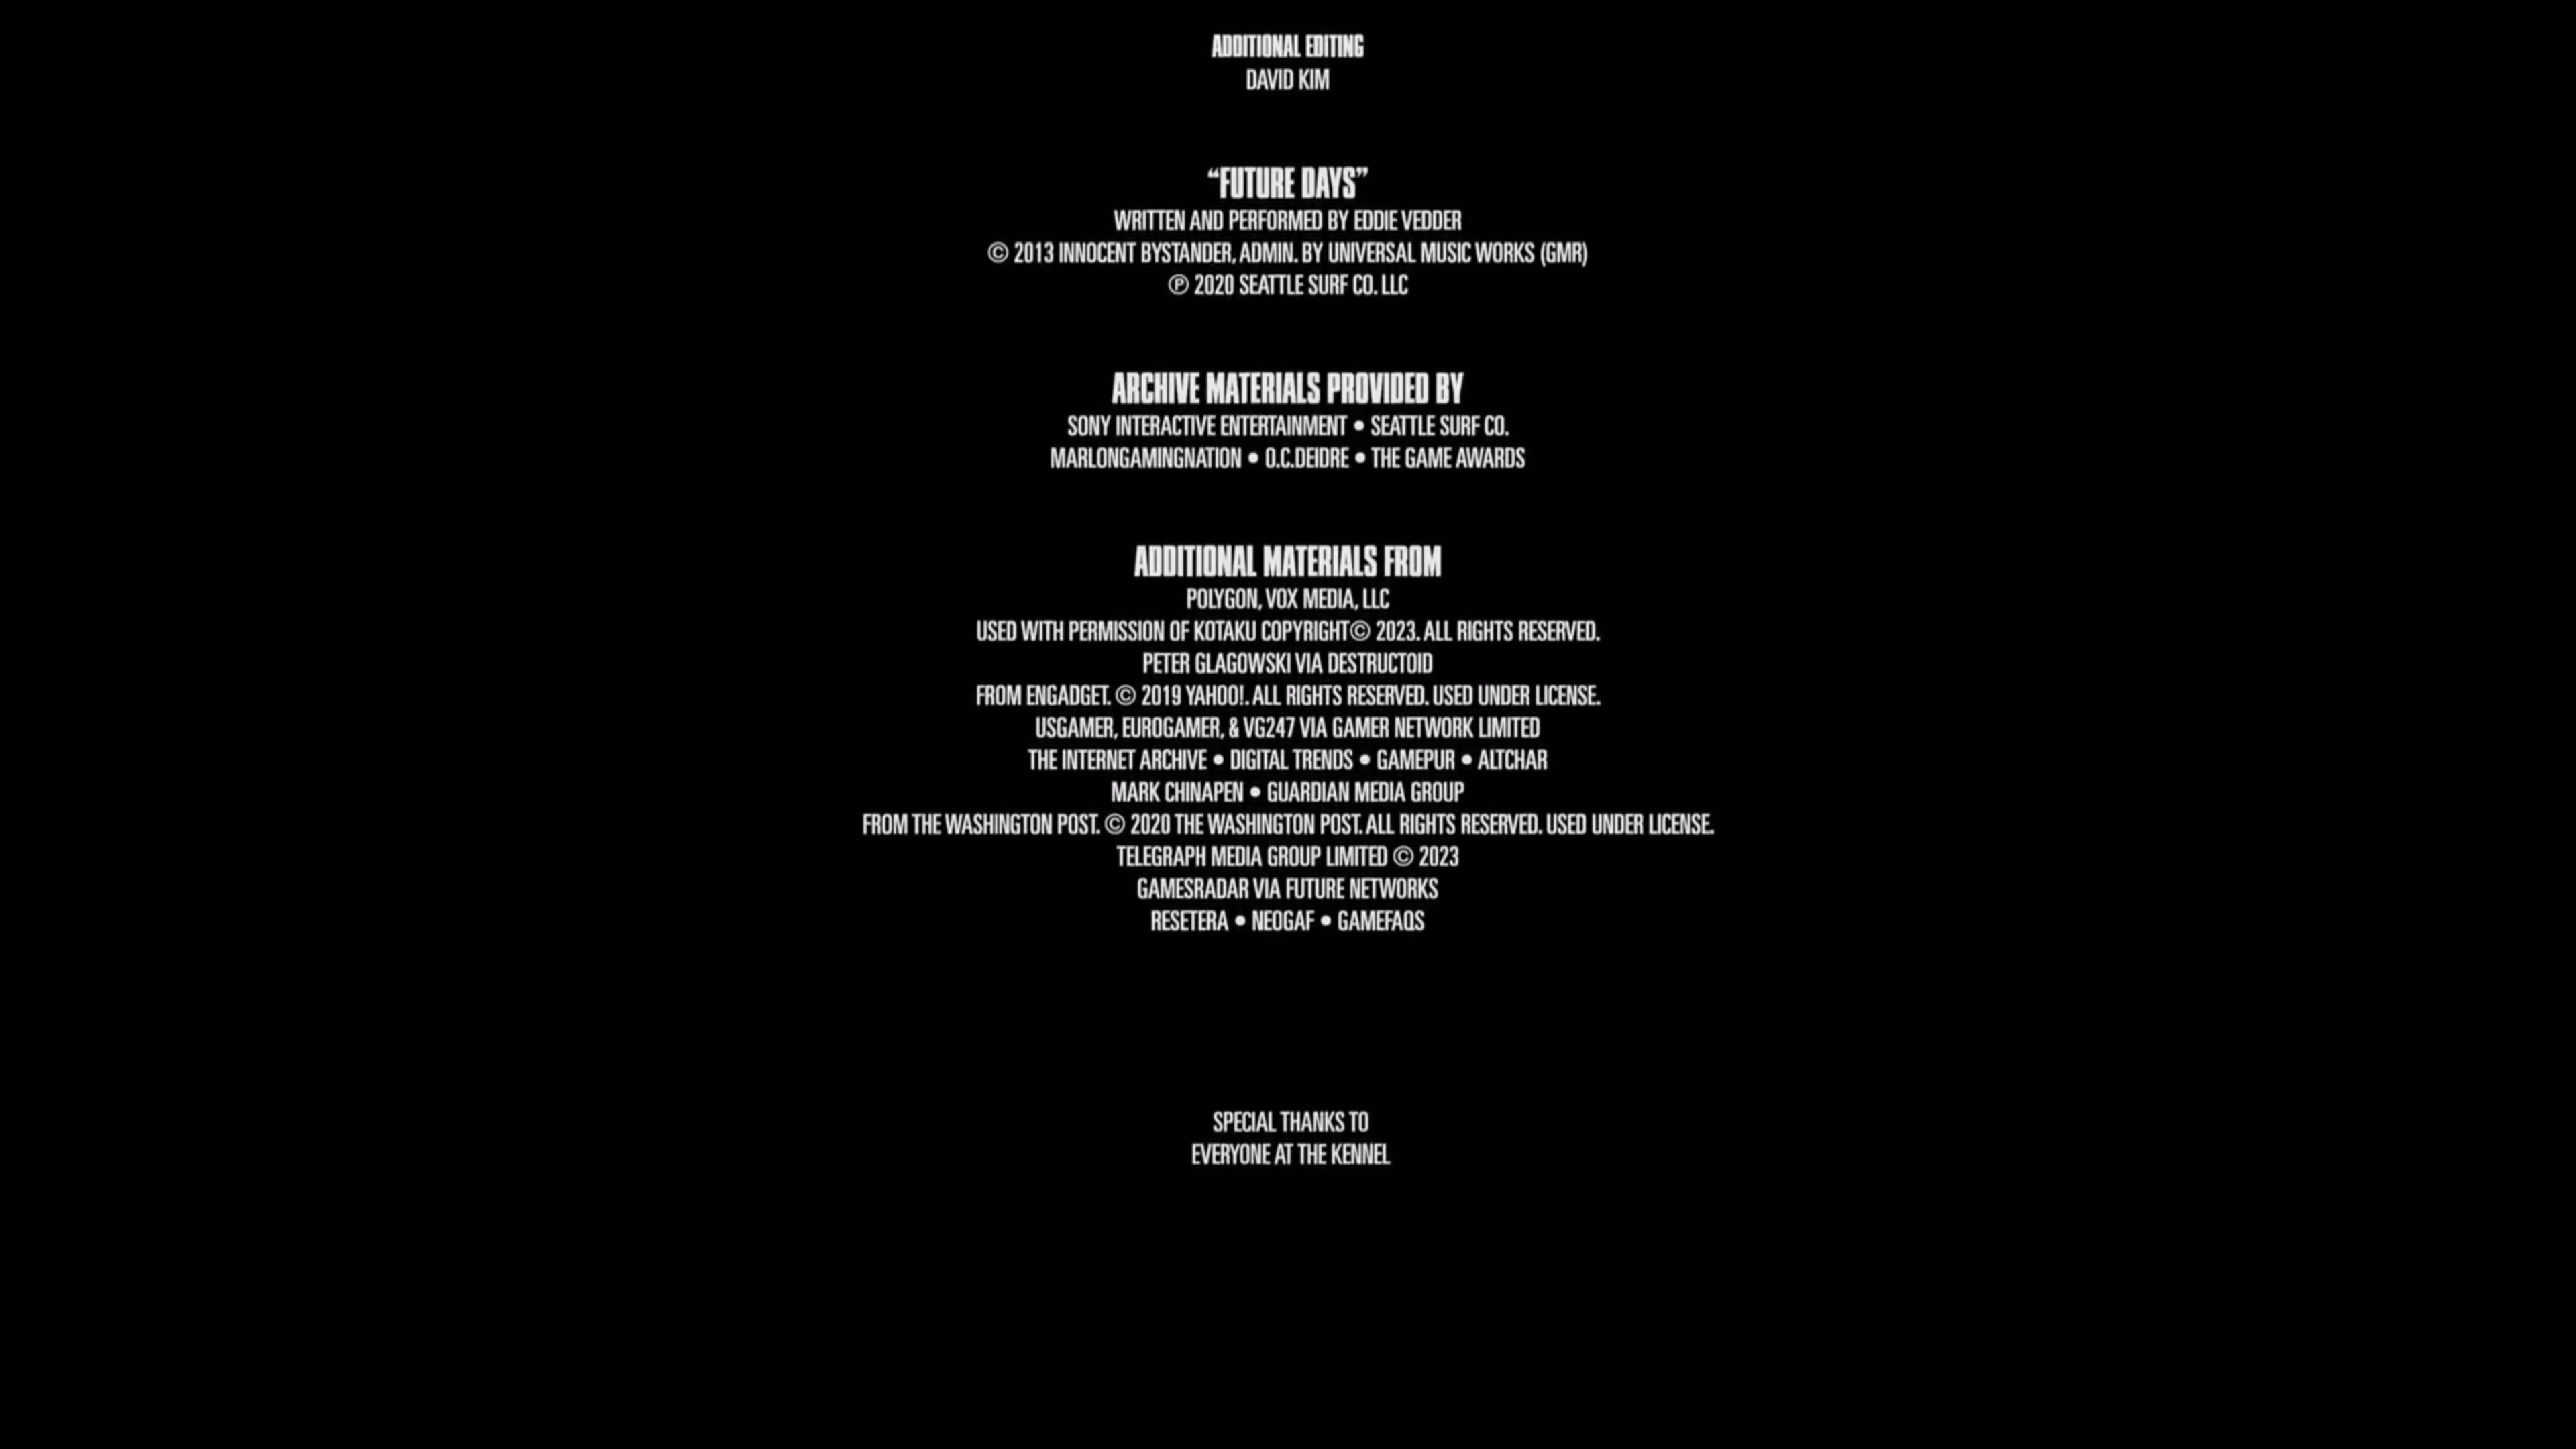 ADDITIONAL EDITING
DAVID KIM
“FUTURE DAYS”
WRITTEN AND PERFORMED BY EDDIE VEDDER
© 2013 INNOCENT BYSTANDER, ADMIN. BY UNIVERSAL MUSIC WORKS (GMR)
℗ 2020 SEATTLE SURF CO. LLC
ARCHIVE MATERIALS PROVIDED BY
SONY INTERACTIVE ENTERTAINMENT • SEATTLE SURF CO.
MARLONGAMINGNATION • O.C.DEIDRE • THE GAME AWARDS
ADDITIONAL MATERIALS FROM
POLYGON, VOX MEDIA, LLC
USED WITH PERMISSION OF KOTAKU COPYRIGHT© 2023. ALL RIGHTS RESERVED.
PETER GLAGOWSKI VIA DESTRUCTOID
FROM ENGADGET. © 2019 YAHOO!. ALL RIGHTS RESERVED. USED UNDER LICENSE.
USGAMER, EUROGAMER, & VG247 VIA GAMER NETWORK LIMITED
THE INTERNET ARCHIVE • DIGITAL TRENDS • GAMEPUR • ALTCHAR
MARK CHINAPEN • GUARDIAN MEDIA GROUP
FROM THE WASHINGTON POST. © 2020 THE WASHINGTON POST. ALL RIGHTS RESERVED. USED UNDER LICENSE.
TELEGRAPH MEDIA GROUP LIMITED © 2023
GAMESRADAR VIA FUTURE NETWORKS
RESETERA • NEOGAF • GAMEFAQS
SPECIAL THANKS TO
EVERYONE AT THE KENNEL